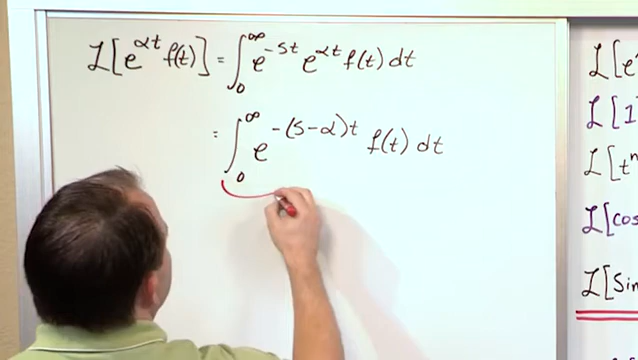 ℒ[e^{αt} f(t)] = ∫_0^∞ e^{-st} e^{αt} f(t) dt
= ∫_0^∞ e^{-(s-α)t} f(t) dt
ℒ[e
ℒ[1
ℒ[t^n
ℒ[cos
ℒ[Sin